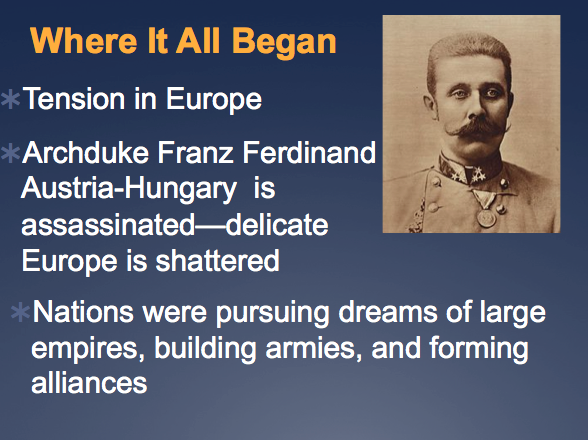 Where It All Began
*Tension in Europe
*Archduke Franz Ferdinand
Austria-Hungary  is
assassinated—delicate
Europe is shattered
*Nations were pursuing dreams of large
empires, building armies, and forming
alliances